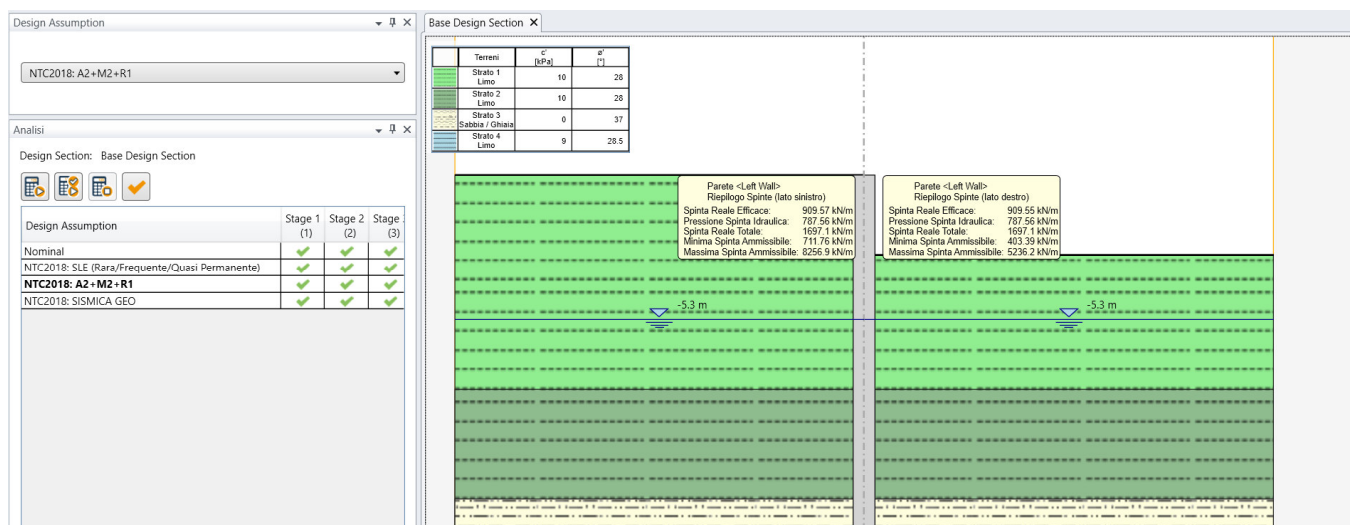 Design Assumption
NTC2018: A2+M2+R1
Analisi
Design Section: Base Design Section
Design Assumption Stage 1 (1) Stage 2 (2) Stage (3)
Nominal
NTC2018: SLE (Rara/Frequente/Quasi Permanente)
NTC2018: A2+M2+R1
NTC2018: SISMICA GEO
Base Design Section
Terreni c' [kPa] ø' [°]
Strato 1 Limo 10 28
Strato 2 Limo 10 28
Strato 3 Sabbia / Ghiaia 0 37
Strato 4 Limo 9 28.5
Parete <Left Wall>
Riepilogo Spinte (lato sinistro)
Spinta Reale Efficace: 909.57 kN/m
Pressione Spinta Idraulica: 787.56 kN/m
Spinta Reale Totale: 1697.1 kN/m
Minima Spinta Ammissibile: 711.76 kN/m
Massima Spinta Ammissibile: 8256.9 kN/m
Parete <Left Wall>
Riepilogo Spinte (lato destro)
Spinta Reale Efficace: 909.55 kN/m
Pressione Spinta Idraulica: 787.56 kN/m
Spinta Reale Totale: 1697.1 kN/m
Minima Spinta Ammissibile: 403.39 kN/m
Massima Spinta Ammissibile: 5236.2 kN/m
-5.3 m
-5.3 m